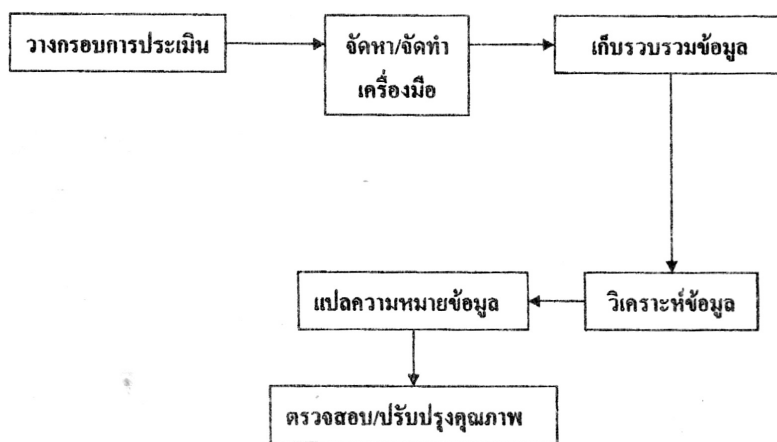 วางกรอบการประเมิน
จัดหา/จัดทำ
เครื่องมือ
เก็บรวบรวมข้อมูล
วิเคราะห์ข้อมูล
แปลความหมายข้อมูล
ตรวจสอบ/ปรับปรุงคุณภาพ